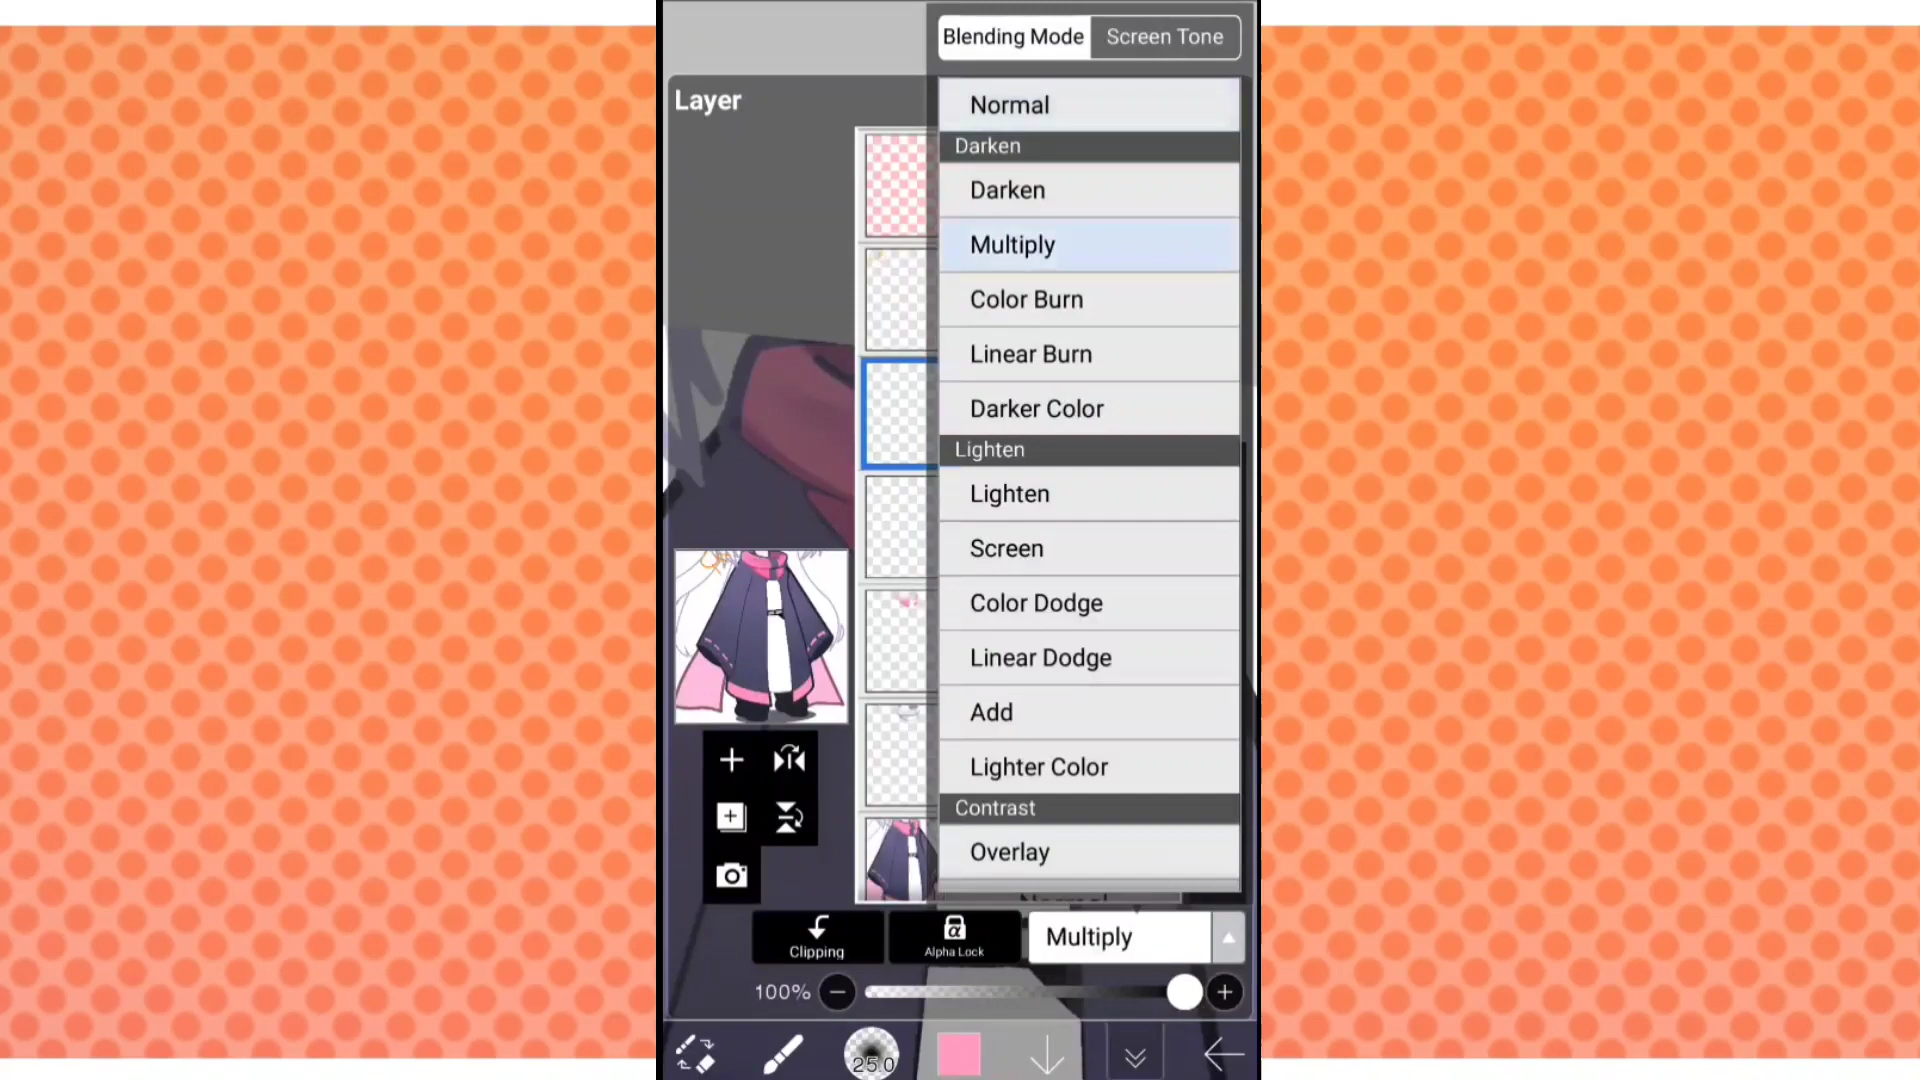 Blending Mode
Screen Tone
Layer
Normal
Darken
Darken
Multiply
Color Burn
Linear Burn
Darker Color
Lighten
Lighten
Screen
Color Dodge
Linear Dodge
Add
Lighter Color
Contrast
Overlay
Clipping
Alpha Lock
Multiply
100%
25.0